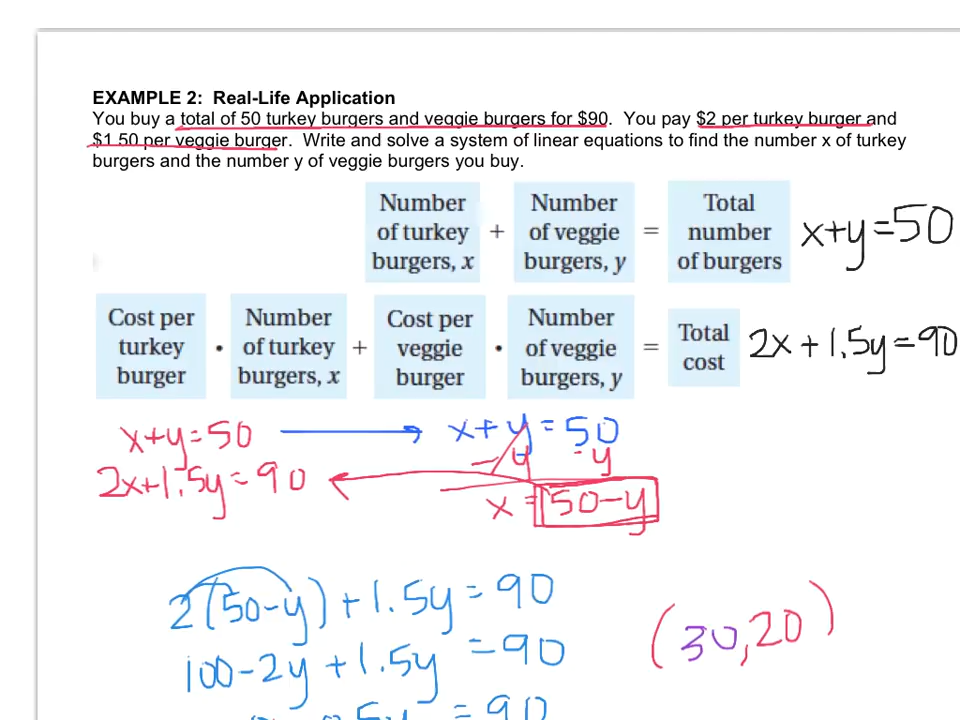 EXAMPLE 2: Real-Life Application
You buy a total of 50 turkey burgers and veggie burgers for $90. You pay $2 per turkey burger and
$1.50 per veggie burger. Write and solve a system of linear equations to find the number x of turkey
burgers and the number y of veggie burgers you buy.
Number of turkey burgers, x + Number of veggie burgers, y = Total number of burgers
x+y=50
Cost per turkey burger • Number of turkey burgers, x + Cost per veggie burger • Number of veggie burgers, y = Total cost
2x+1.5y=90
x+y=50
x+y=50
-y -y
2x+1.5y=90
x=50-y
2(50-y)+1.5y=90
100-2y+1.5y=90
(30,20)
.5y=90